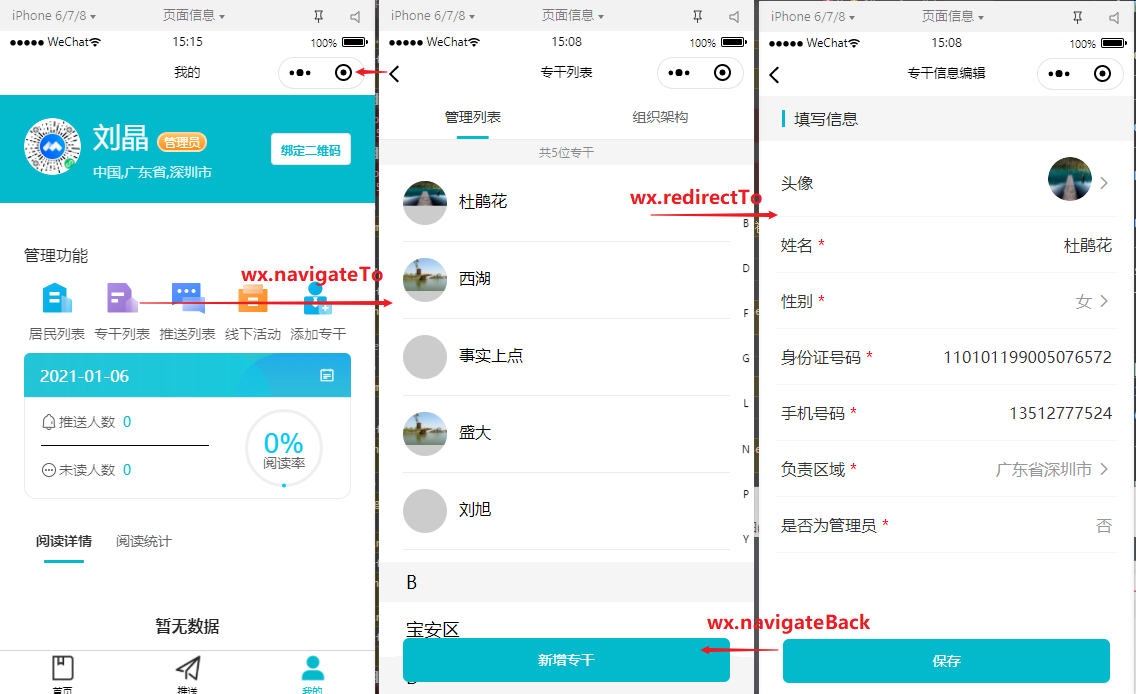 iPhone 6/7/8
页面信息
WeChat
15:15
100%
我的
刘晶
管理员
中国,广东省,深圳市
绑定二维码
管理功能
居民列表
专干列表
推送列表
线下活动
添加专干
2021-01-06
推送人数 0
未读人数 0
0%
阅读率
阅读详情
阅读统计
暂无数据
首页
推送
我的
wx.navigateTo
iPhone 6/7/8
页面信息
WeChat
15:08
100%
专干列表
管理列表
组织架构
共5位专干
杜鹃花
西湖
事实上点
盛大
刘旭
B
D
F
G
L
N
P
Y
B
宝安区
新增专干
wx.redirectTo
wx.navigateBack
iPhone 6/7/8
页面信息
WeChat
15:08
100%
专干信息编辑
填写信息
头像
姓名 *
杜鹃花
性别 *
女
身份证号码 *
110101199005076572
手机号码 *
13512777524
负责区域 *
广东省深圳市
是否为管理员 *
否
保存